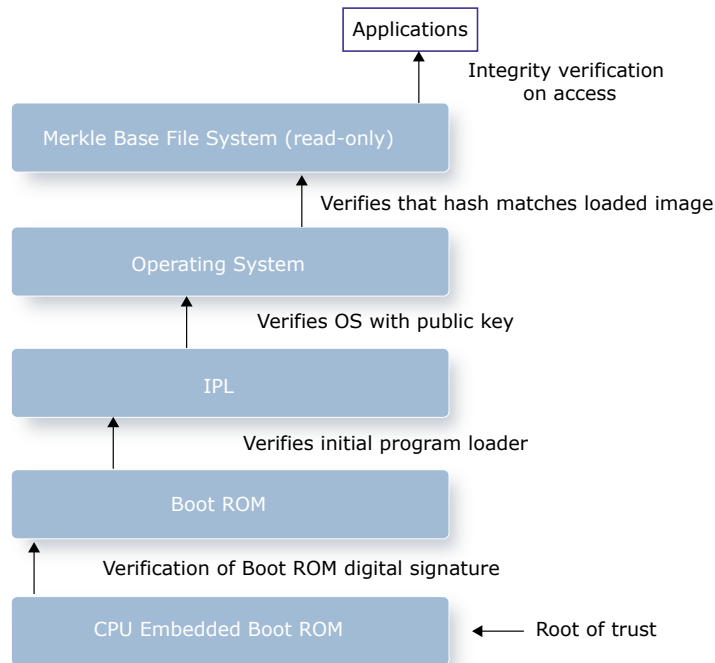 Applications
Integrity verification
on access
Merkle Base File System (read-only)
Verifies that hash matches loaded image
Operating System
Verifies OS with public key
IPL
Verifies initial program loader
Boot ROM
Verification of Boot ROM digital signature
CPU Embedded Boot ROM
Root of trust